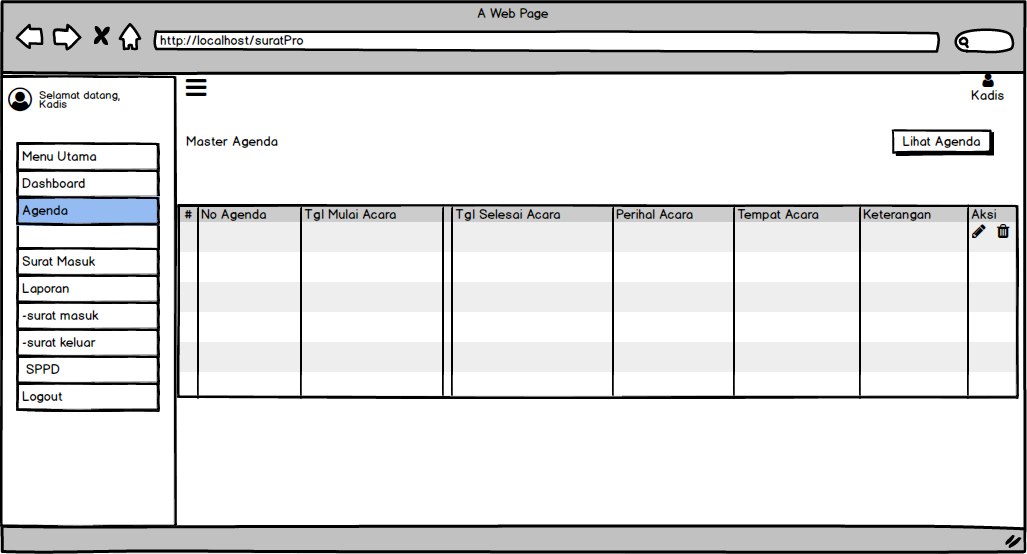 A Web Page
http://localhost/suratPro
Selamat datang,
Kadis
Kadis
Master Agenda
Lihat Agenda
Menu Utama
Dashboard
Agenda
Surat Masuk
Laporan
-surat masuk
-surat keluar
SPPD
Logout
# No Agenda Tgl Mulai Acara Tgl Selesai Acara Perihal Acara Tempat Acara Keterangan Aksi